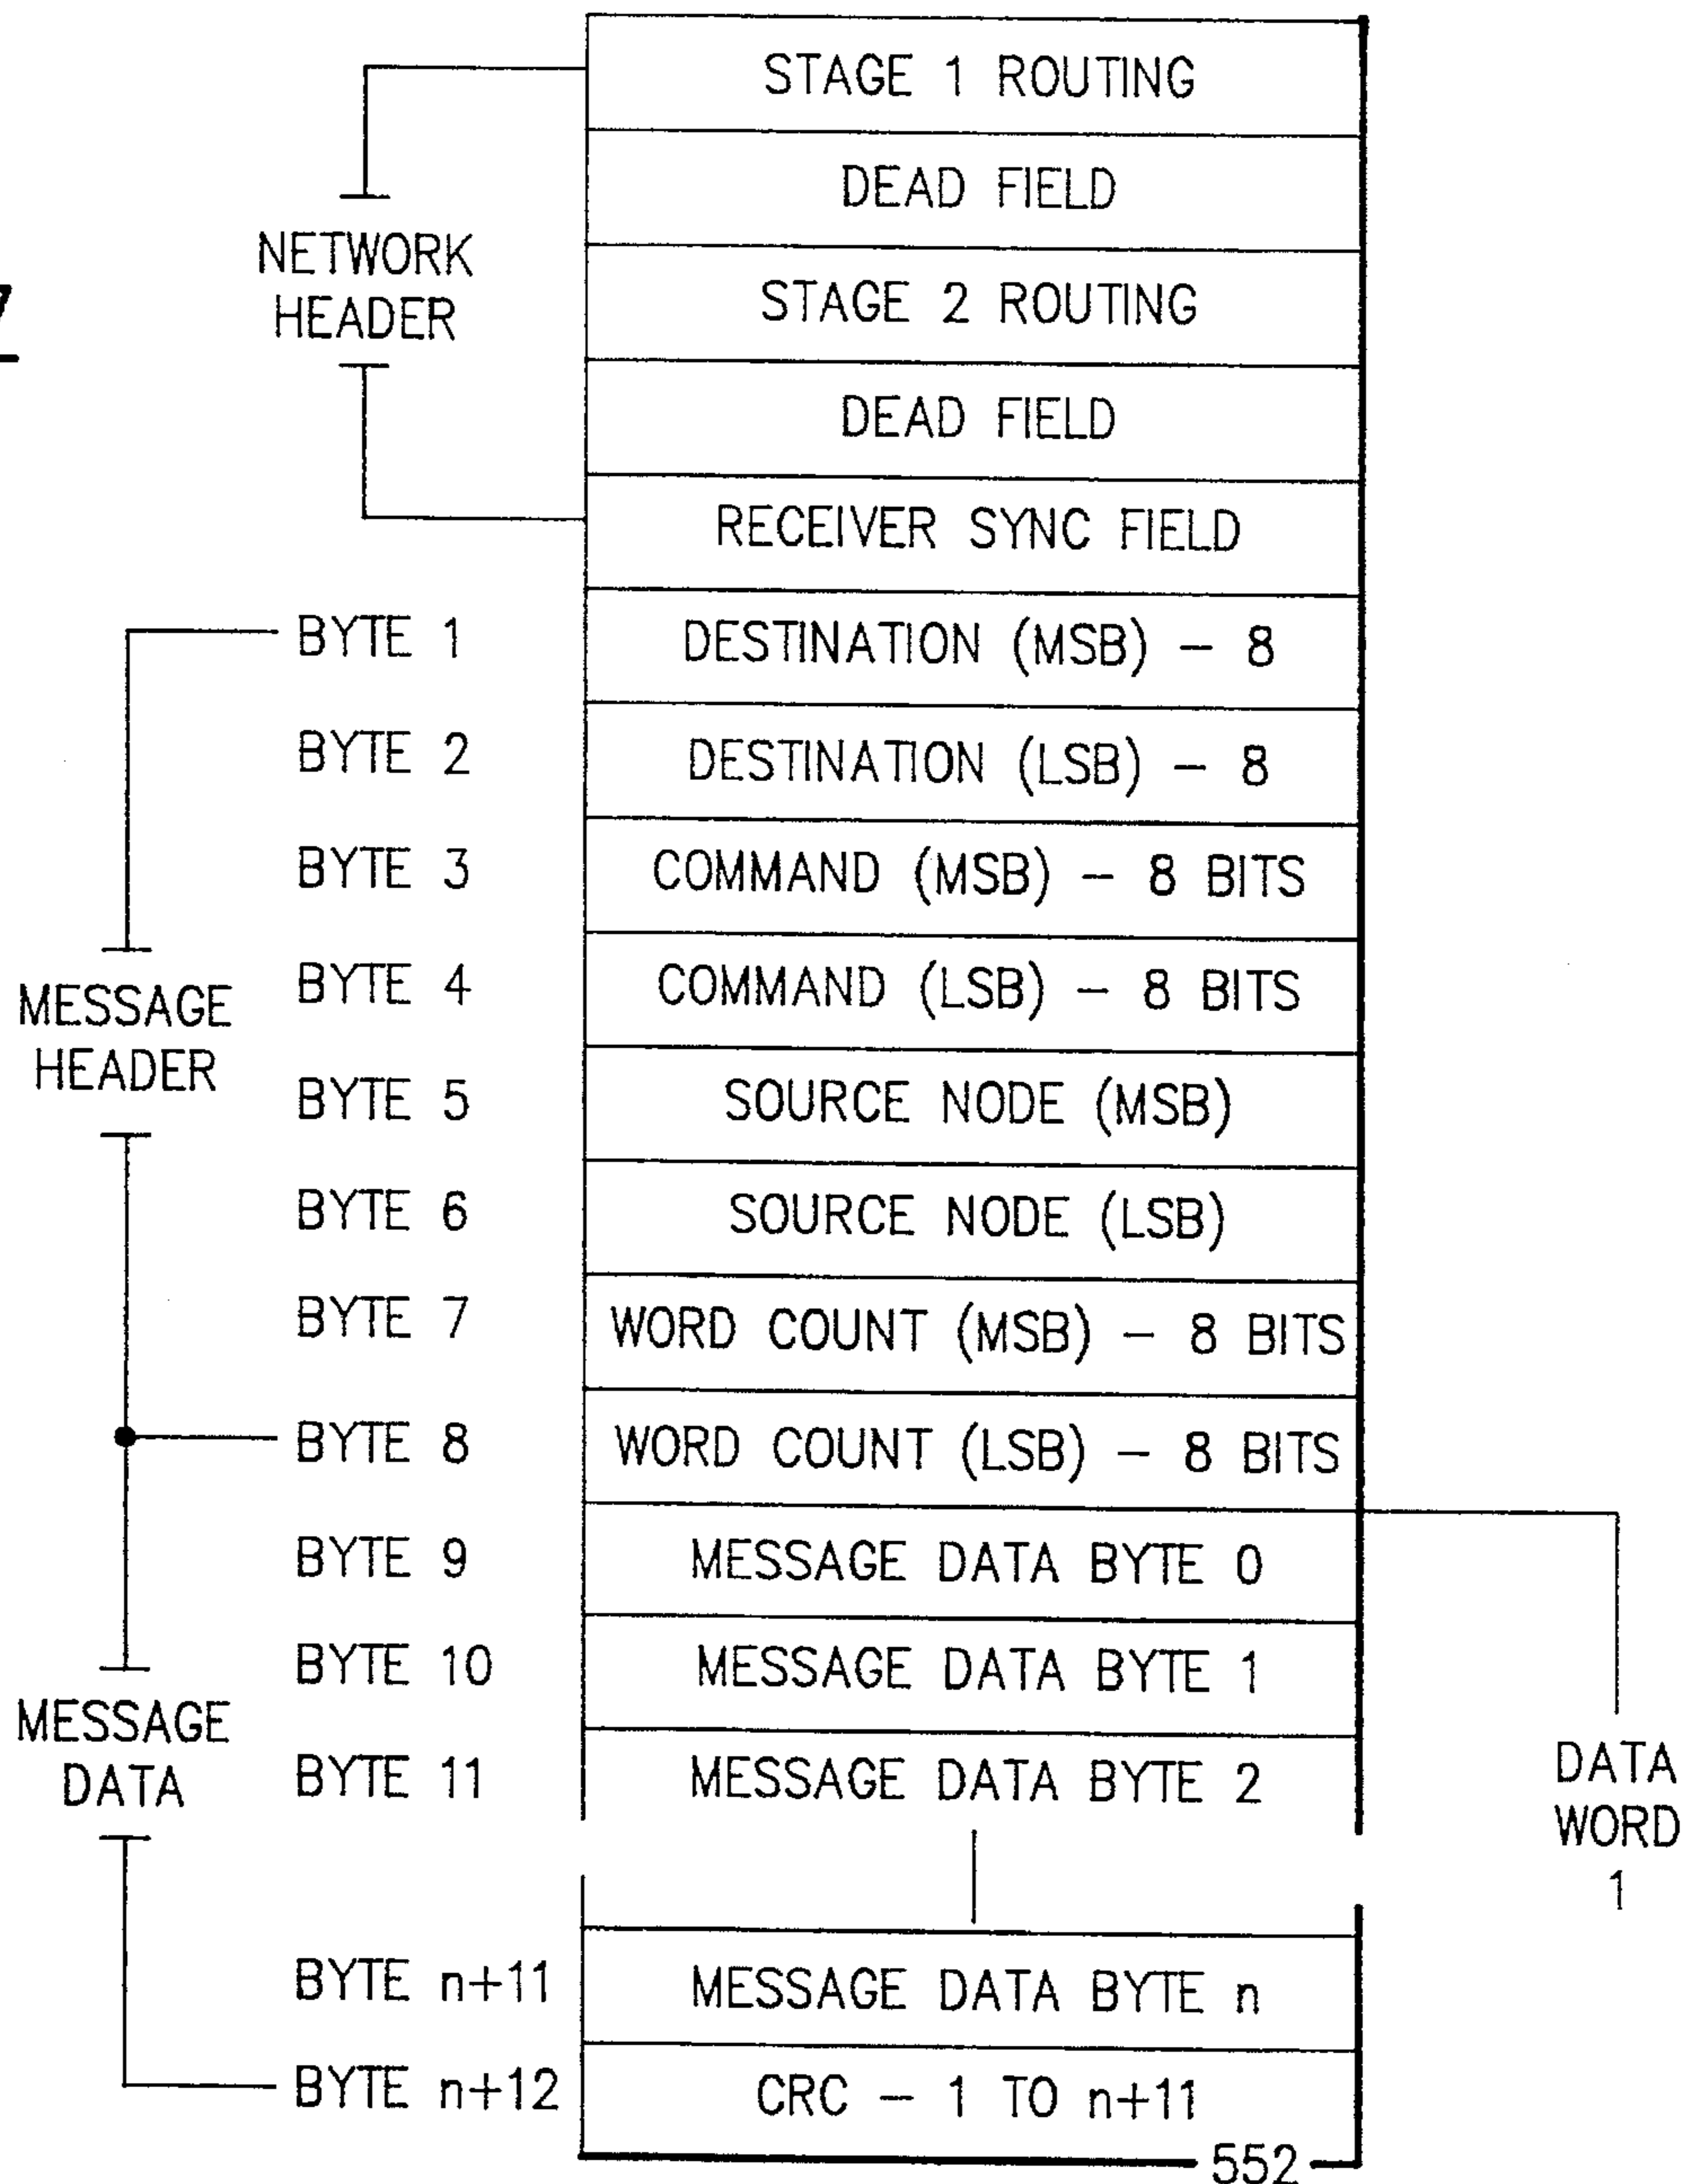 STAGE 1 ROUTING
DEAD FIELD
NETWORK
HEADER
7
STAGE 2 ROUTING
DEAD FIELD
RECEIVER SYNC FIELD
BYTE 1 DESTINATION (MSB) – 8
BYTE 2 DESTINATION (LSB) – 8
BYTE 3 COMMAND (MSB) – 8 BITS
BYTE 4 COMMAND (LSB) – 8 BITS
MESSAGE
HEADER
BYTE 5 SOURCE NODE (MSB)
BYTE 6 SOURCE NODE (LSB)
BYTE 7 WORD COUNT (MSB) – 8 BITS
BYTE 8 WORD COUNT (LSB) – 8 BITS
BYTE 9 MESSAGE DATA BYTE 0
BYTE 10 MESSAGE DATA BYTE 1
MESSAGE
DATA
BYTE 11 MESSAGE DATA BYTE 2
DATA
WORD
1
BYTE n+11 MESSAGE DATA BYTE n
BYTE n+12 CRC – 1 TO n+11
552